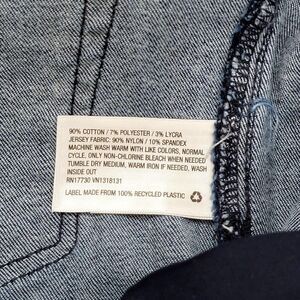 90% COTTON / 7% POLYESTER / 3% LYCRA
JERSEY FABRIC: 90% NYLON / 10% SPANDEX
MACHINE WASH WARM WITH LIKE COLORS, NORMAL
CYCLE, ONLY NON-CHLORINE BLEACH WHEN NEEDED
TUMBLE DRY MEDIUM, WARM IRON IF NEEDED, WASH
INSIDE OUT
RN17730 VN1318131
LABEL MADE FROM 100% RECYCLED PLASTIC